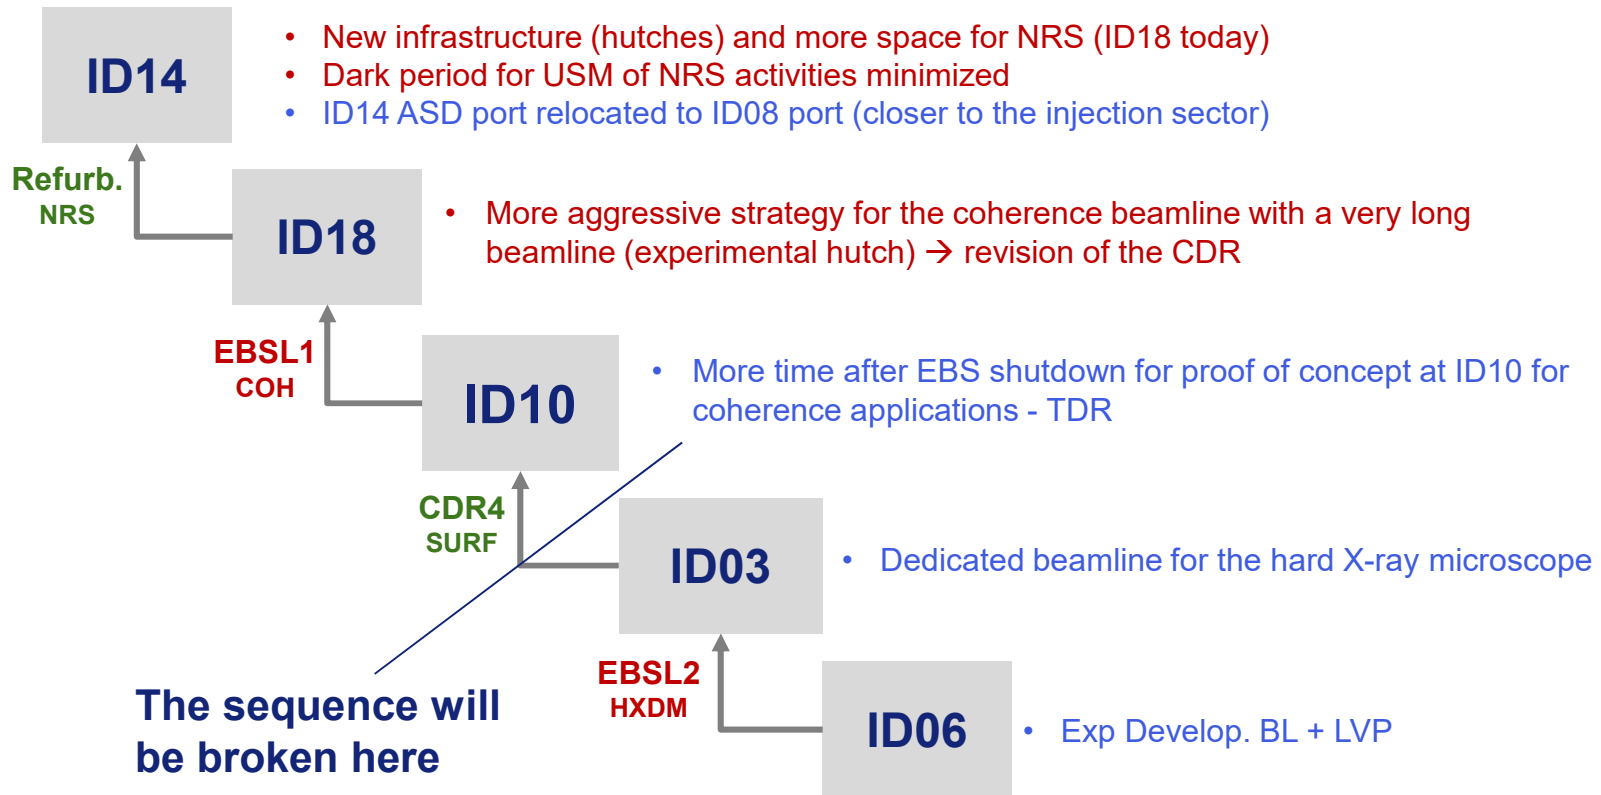 ID14
• New infrastructure (hutches) and more space for NRS (ID18 today)
• Dark period for USM of NRS activities minimized
• ID14 ASD port relocated to ID08 port (closer to the injection sector)
Refurb.
NRS
ID18
• More aggressive strategy for the coherence beamline with a very long
beamline (experimental hutch) → revision of the CDR
EBSL1
COH
ID10
• More time after EBS shutdown for proof of concept at ID10 for
coherence applications - TDR
CDR4
SURF
ID03
• Dedicated beamline for the hard X-ray microscope
The sequence will
be broken here
EBSL2
HXDM
ID06
• Exp Develop. BL + LVP